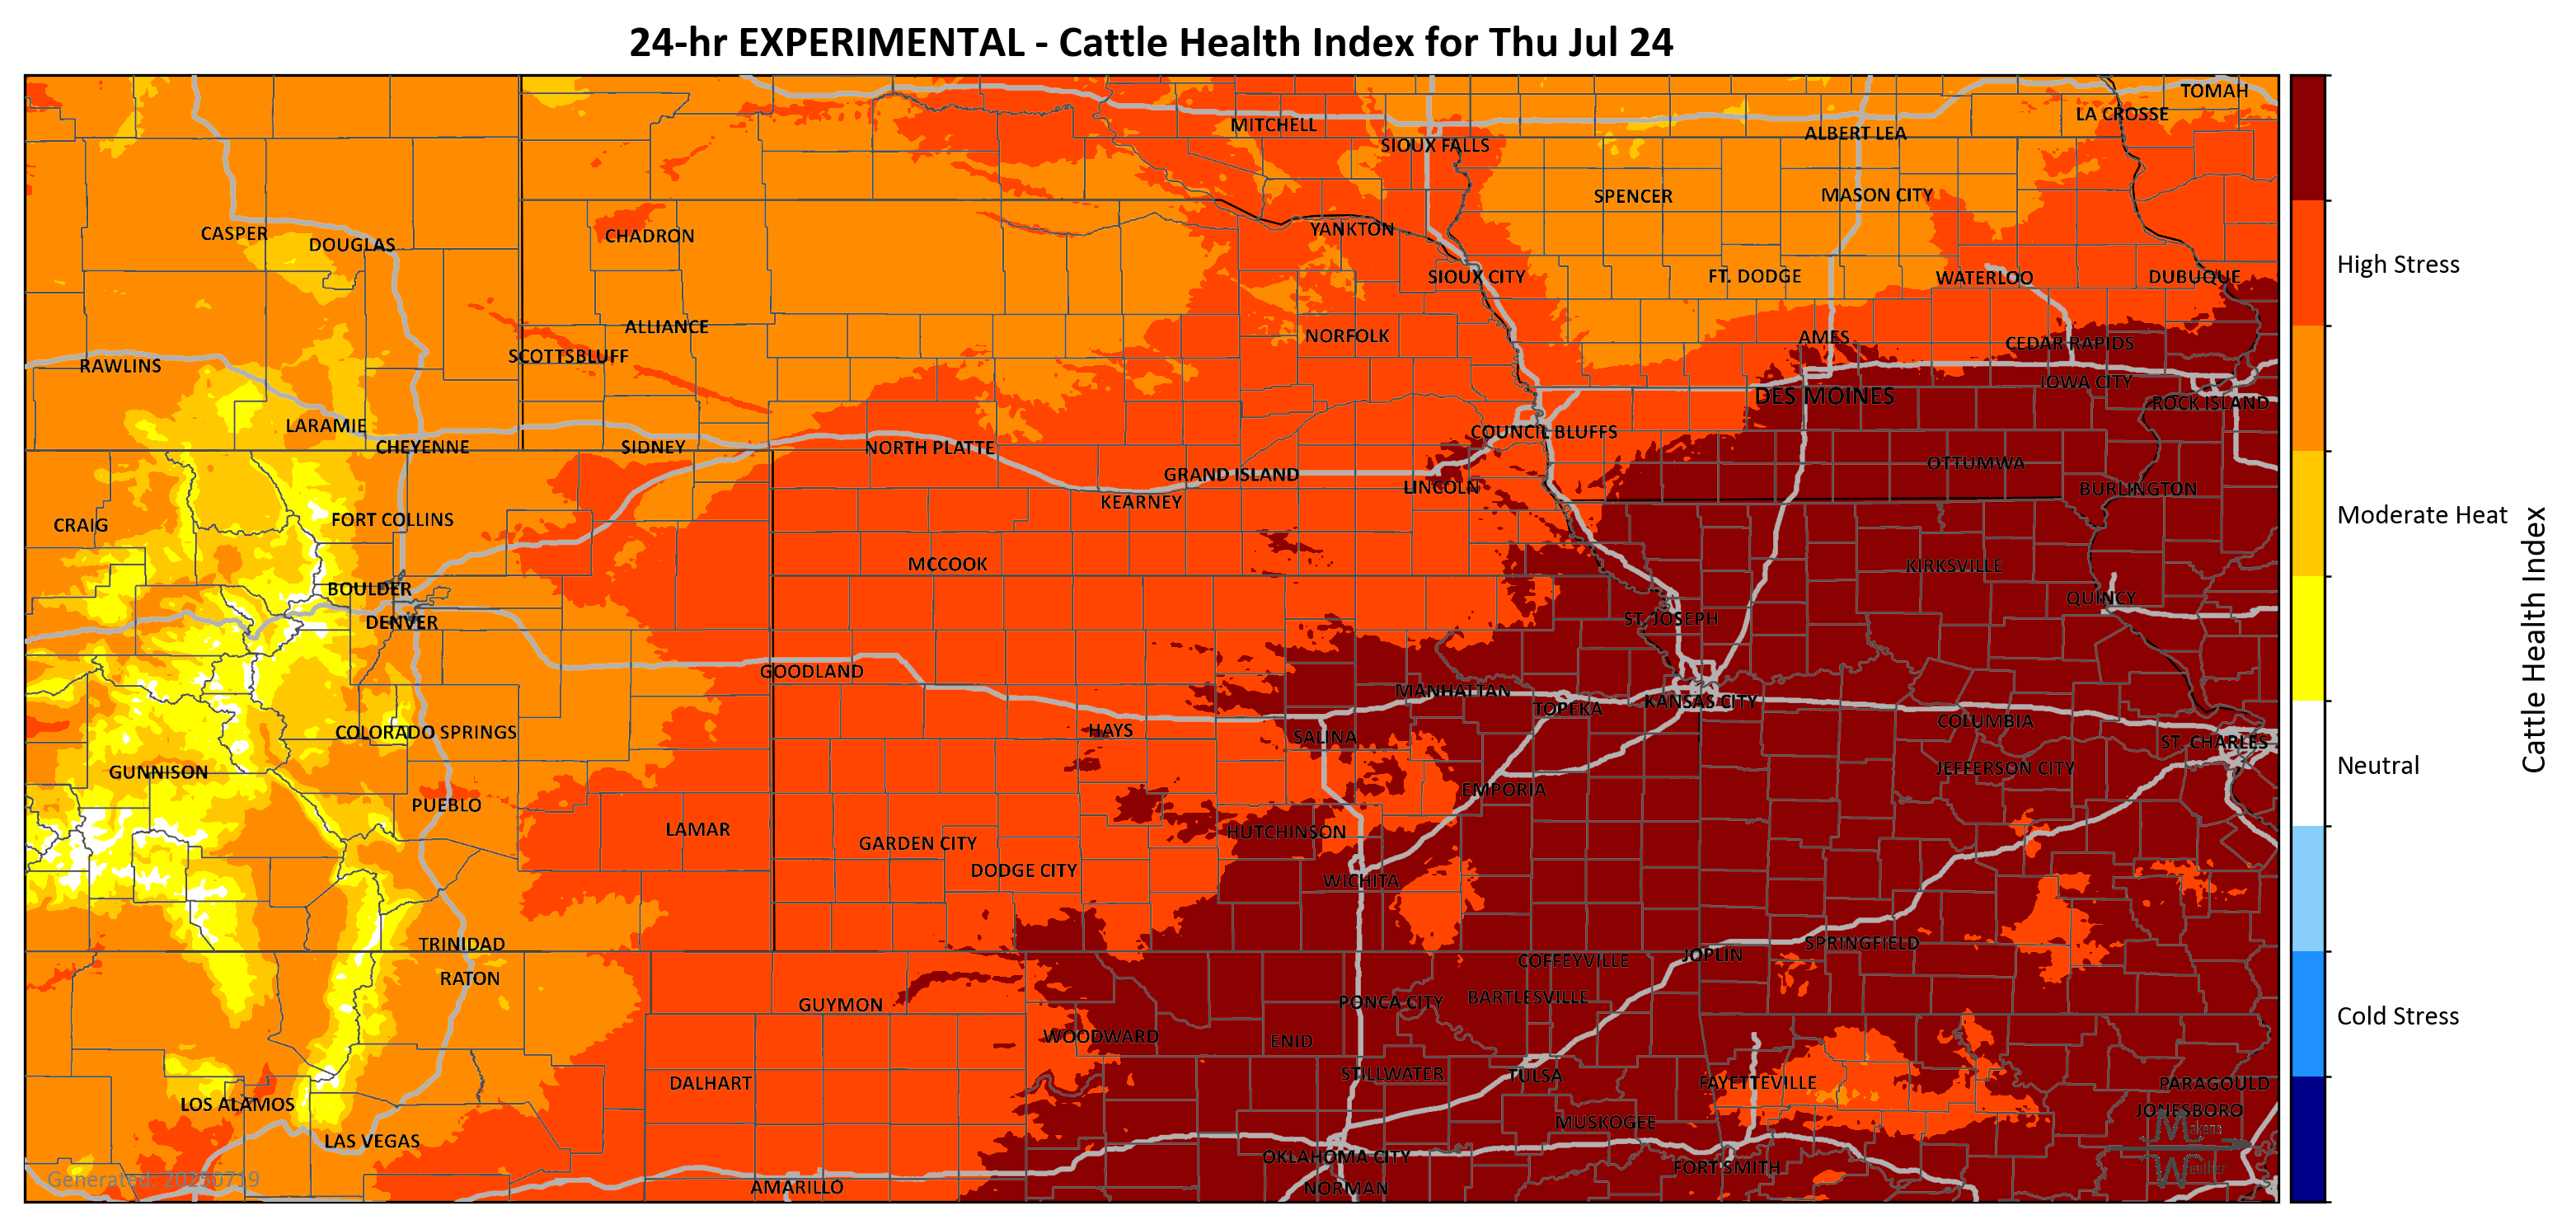 24-hr EXPERIMENTAL - Cattle Health Index for Thu Jul 24
TOMAH
LA CROSSE
MITCHELL
ALBERT LEA
SIOUX FALLS
SPENCER
MASON CITY
CASPER
DOUGLAS
CHADRON
YANKTON
SIOUX CITY
FT. DODGE
WATERLOO
DUBUQUE
ALLIANCE
NORFOLK
AMES
CEDAR RAPIDS
SCOTTSBLUFF
RAWLINS
IOWA CITY
DES MOINES
ROCK ISLAND
LARAMIE
COUNCIL BLUFFS
CHEYENNE
SIDNEY
NORTH PLATTE
OTTUMWA
GRAND ISLAND
LINCOLN
BURLINGTON
KEARNEY
CRAIG
FORT COLLINS
MCCOOK
KIRKSVILLE
BOULDER
QUINCY
DENVER
ST. JOSEPH
GOODLAND
MANHATTAN
KANSAS CITY
TOPEKA
COLUMBIA
COLORADO SPRINGS
HAYS
SALINA
ST. CHARLES
GUNNISON
JEFFERSON CITY
EMPORIA
PUEBLO
LAMAR
HUTCHINSON
GARDEN CITY
DODGE CITY
WICHITA
TRINIDAD
SPRINGFIELD
JOPLIN
COFFEYVILLE
RATON
BARTLESVILLE
GUYMON
PONCA CITY
WOODWARD
ENID
STILLWATER
TULSA
DALHART
FAYETTEVILLE
PARAGOULD
LOS ALAMOS
JONESBORO
MUSKOGEE
LAS VEGAS
OKLAHOMA CITY
FORT SMITH
AMARILLO
NORMAN
Generated: 20250719
Makens
Weather
High Stress
Moderate Heat
Neutral
Cold Stress
Cattle Health Index